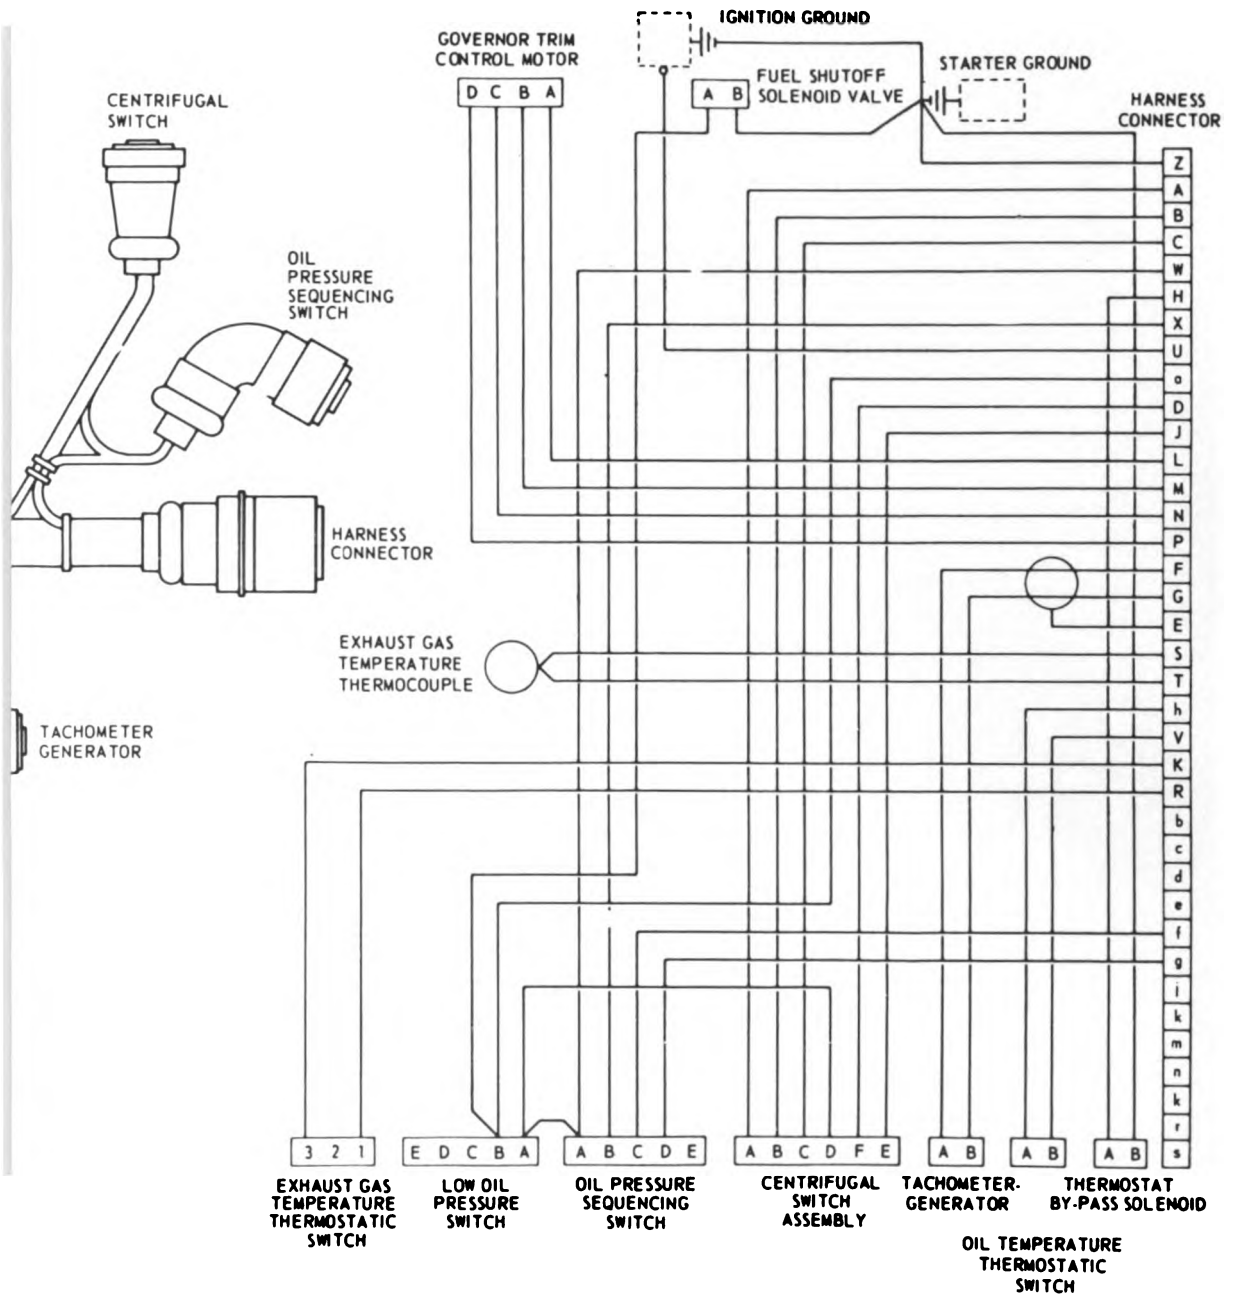 IGNITION GROUND
GOVERNOR TRIM
CONTROL MOTOR
D C B A
A B
FUEL SHUTOFF
SOLENOID VALVE
STARTER GROUND
HARNESS
CONNECTOR
CENTRIFUGAL
SWITCH
OIL
PRESSURE
SEQUENCING
SWITCH
HARNESS
CONNECTOR
EXHAUST GAS
TEMPERATURE
THERMOCOUPLE
TACHOMETER
GENERATOR
Z
A
B
C
W
H
X
U
a
D
J
L
M
N
P
F
G
E
S
T
h
V
K
R
b
c
d
e
f
g
i
k
m
n
k
r
s
3 2 1
E D C B A
A B C D E
A B C D F E
A B
A B
A B
EXHAUST GAS
TEMPERATURE
THERMOSTATIC
SWITCH
LOW OIL
PRESSURE
SWITCH
OIL PRESSURE
SEQUENCING
SWITCH
CENTRIFUGAL
SWITCH
ASSEMBLY
TACHOMETER-
GENERATOR
THERMOSTAT
BY-PASS SOLENOID
OIL TEMPERATURE
THERMOSTATIC
SWITCH